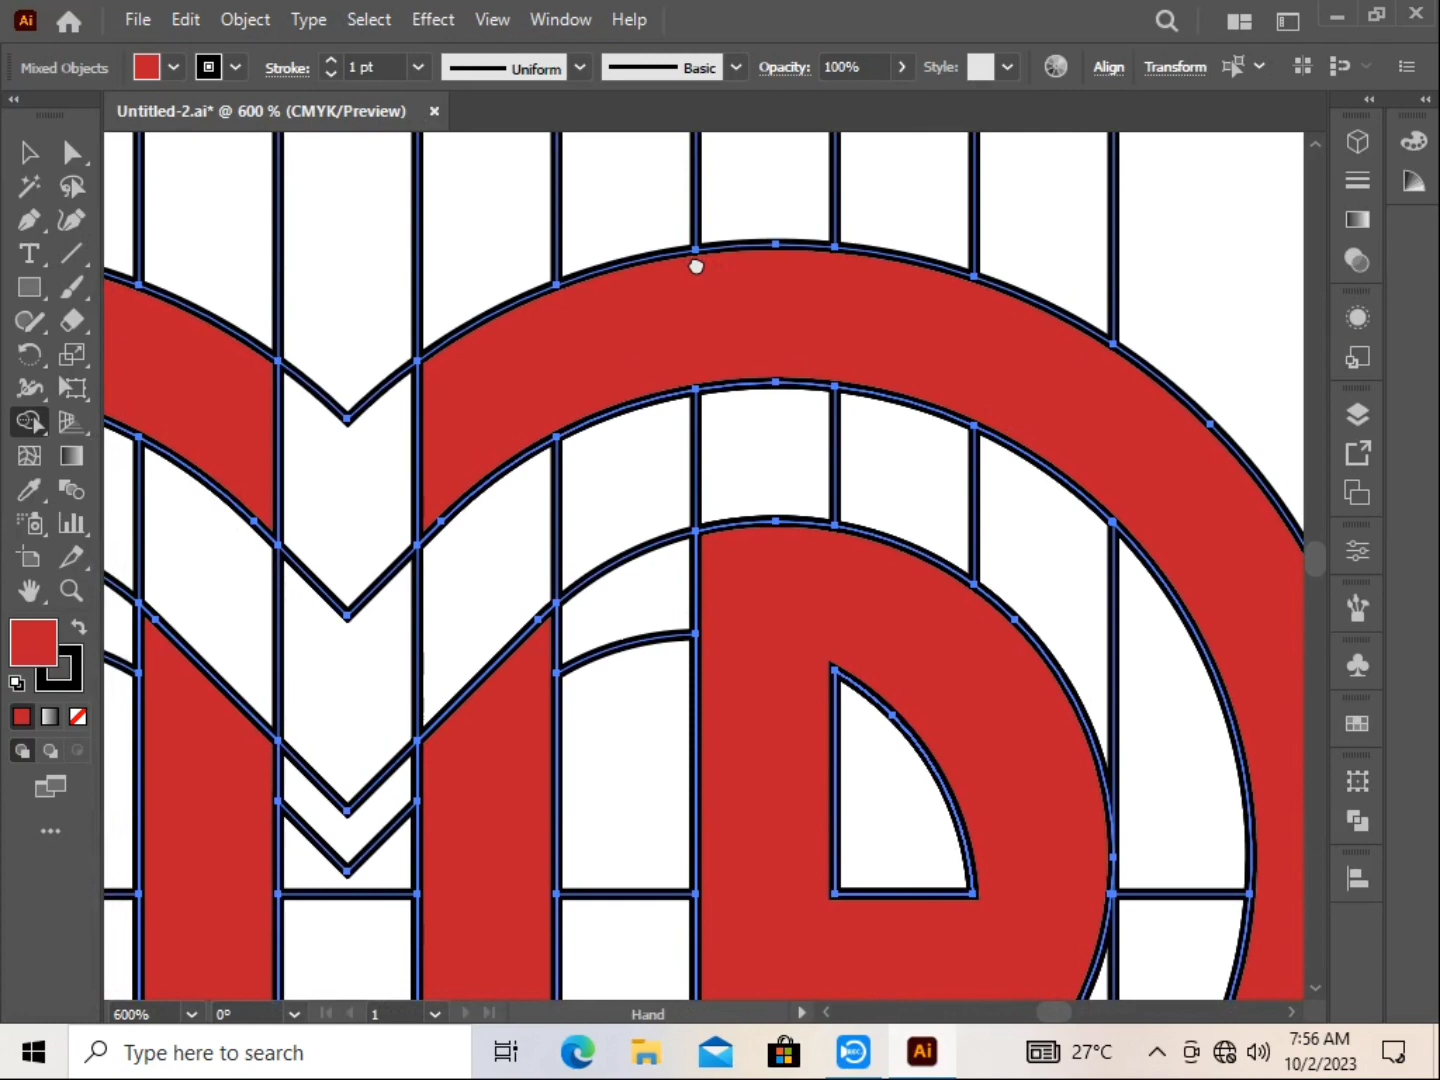 Ai File Edit Object Type Select Effect View Window Help
Mixed Objects Stroke: 1 pt Uniform Basic Opacity: 100% Style: Align Transform
Untitled-2.ai* @ 600 % (CMYK/Preview) ×
T
600% 0° 1 Hand
Type here to search REC Ai 27°C 7:56 AM
10/2/2023